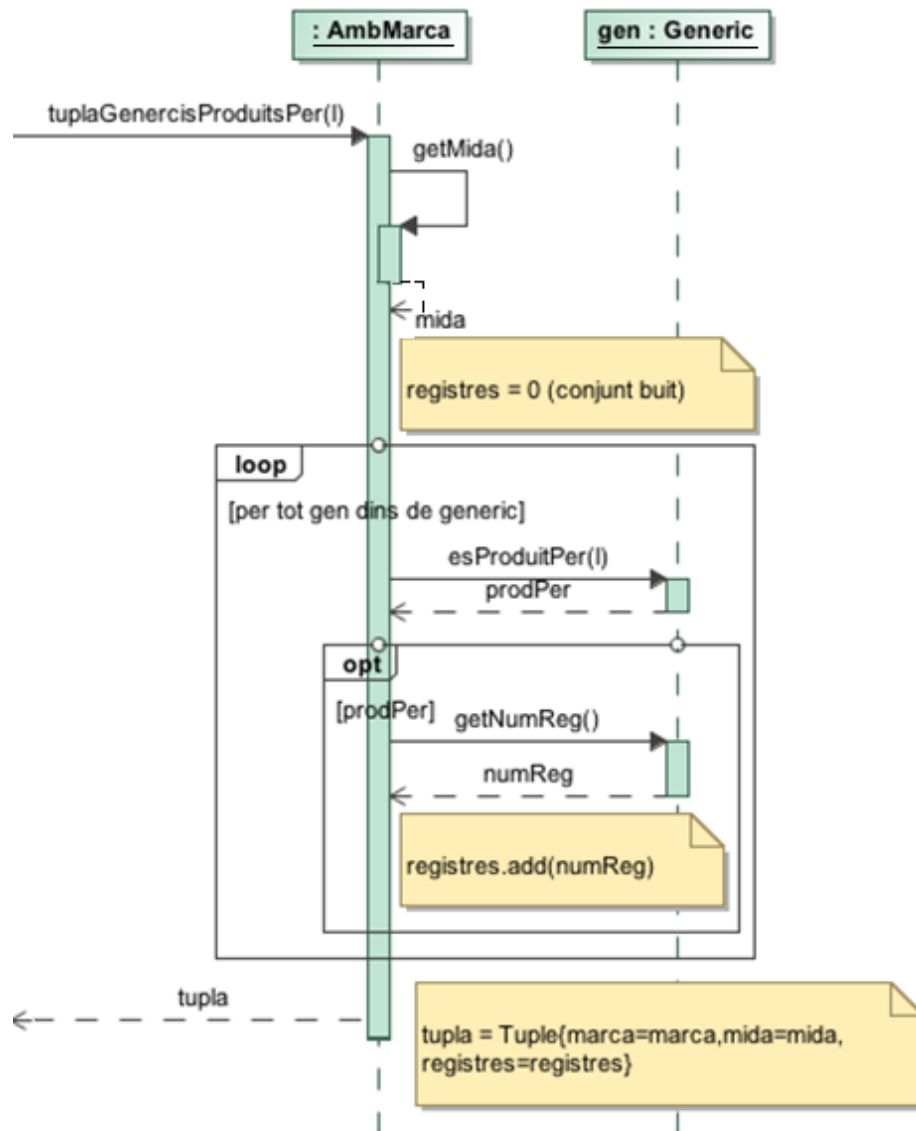 : AmbMarca
gen : Generic
tuplaGenercisProduitsPer(l)
getMida()
mida
registres = 0 (conjunt buit)
loop
[per tot gen dins de generic]
esProduitPer(l)
prodPer
opt
[prodPer]
getNumReg()
numReg
registres.add(numReg)
tupla
tupla = Tuple{marca=marca,mida=mida,
registres=registres}